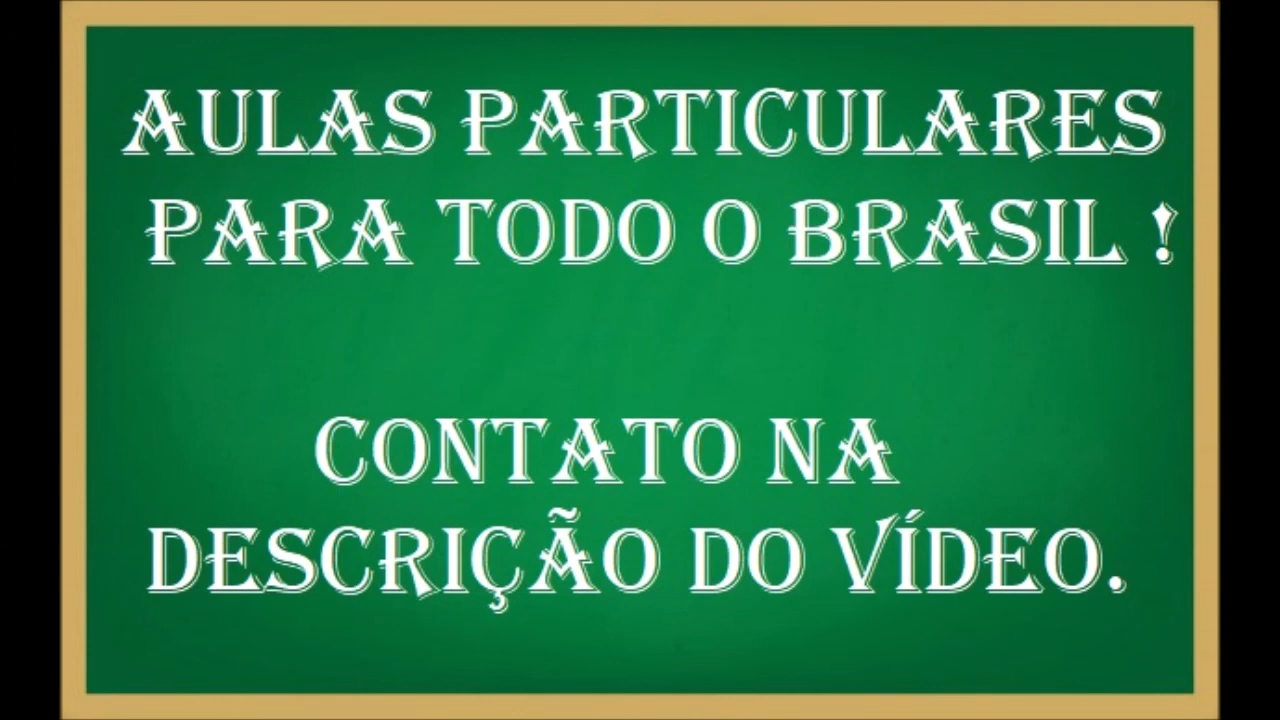 AULAS PARTICULARES
PARA TODO O BRASIL !
CONTATO NA
DESCRIÇÃO DO VÍDEO.